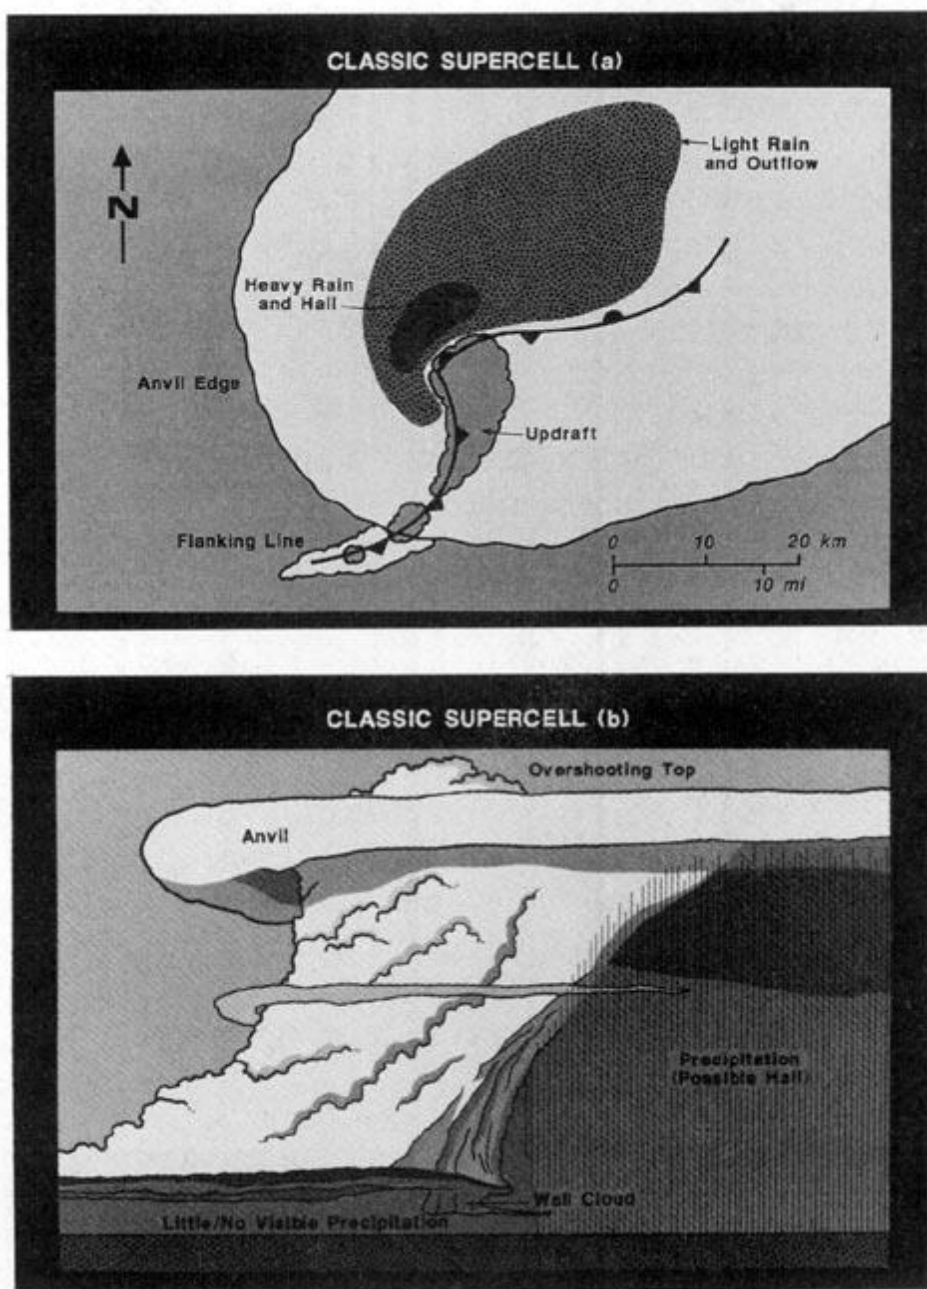 CLASSIC SUPERCELL (a)
N
Light Rain
and Outflow
Heavy Rain
and Hail
Anvil Edge
Updraft
Flanking Line
0 10 20 km
0 10 mi
CLASSIC SUPERCELL (b)
Overshooting Top
Anvil
Precipitation
(Possible Hail)
Wall Cloud
Little/No Visible Precipitation